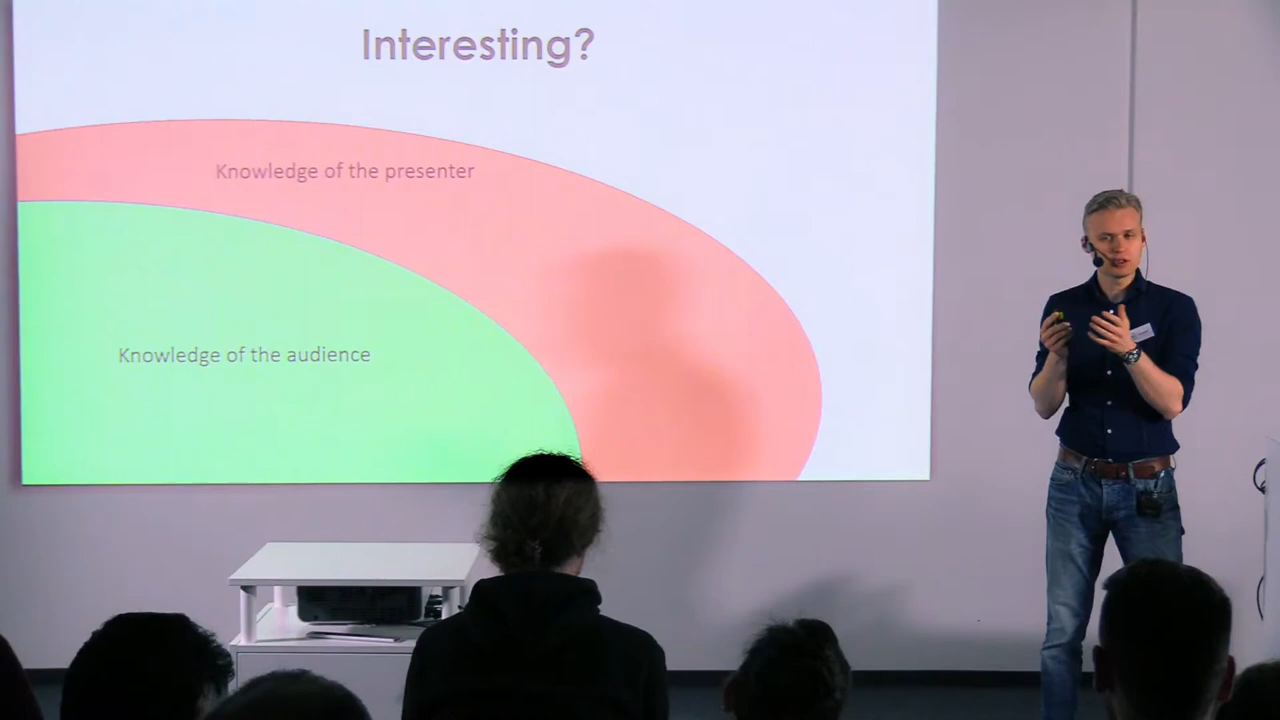 Interesting?
Knowledge of the presenter
Knowledge of the audience